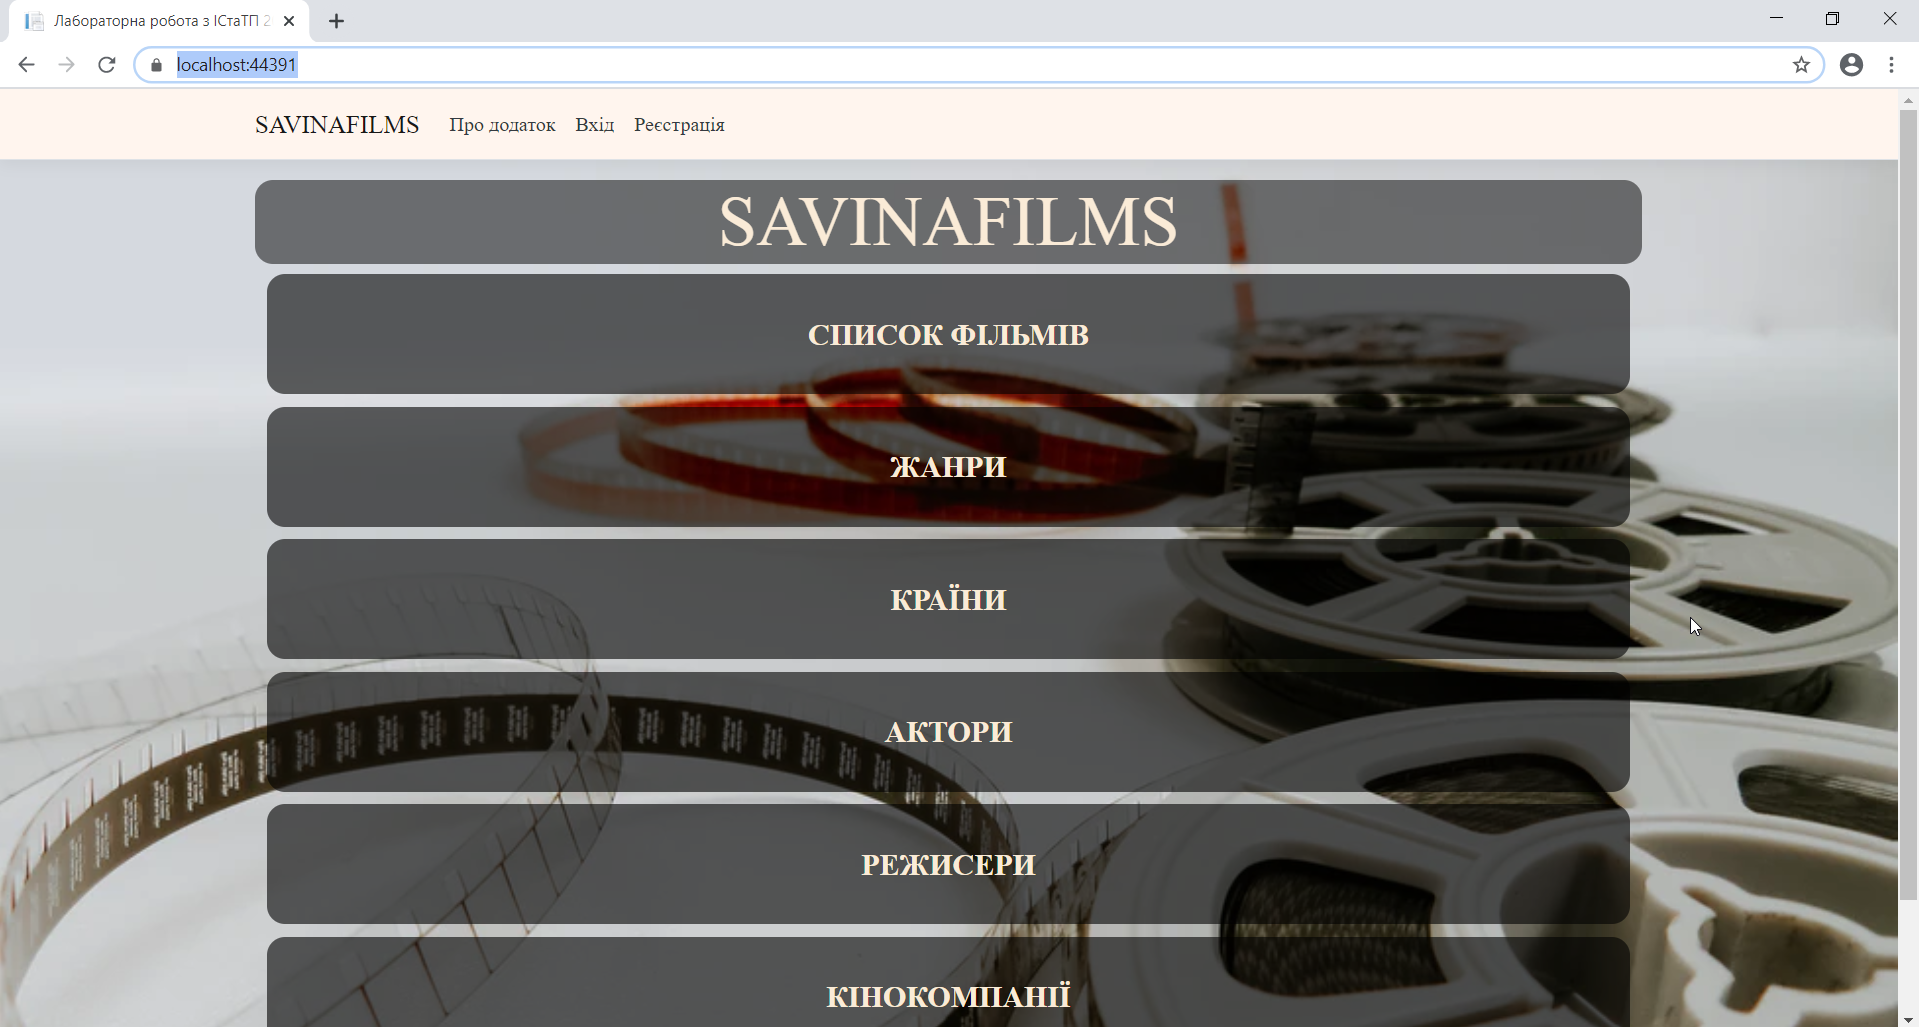 Лабораторна робота з ІСтаТП 2
localhost:44391
SAVINAFILMS Про додаток Вхід Реєстрація
SAVINAFILMS
СПИСОК ФІЛЬМІВ
ЖАНРИ
КРАЇНИ
АКТОРИ
РЕЖИСЕРИ
КІНОКОМПАНІЇ